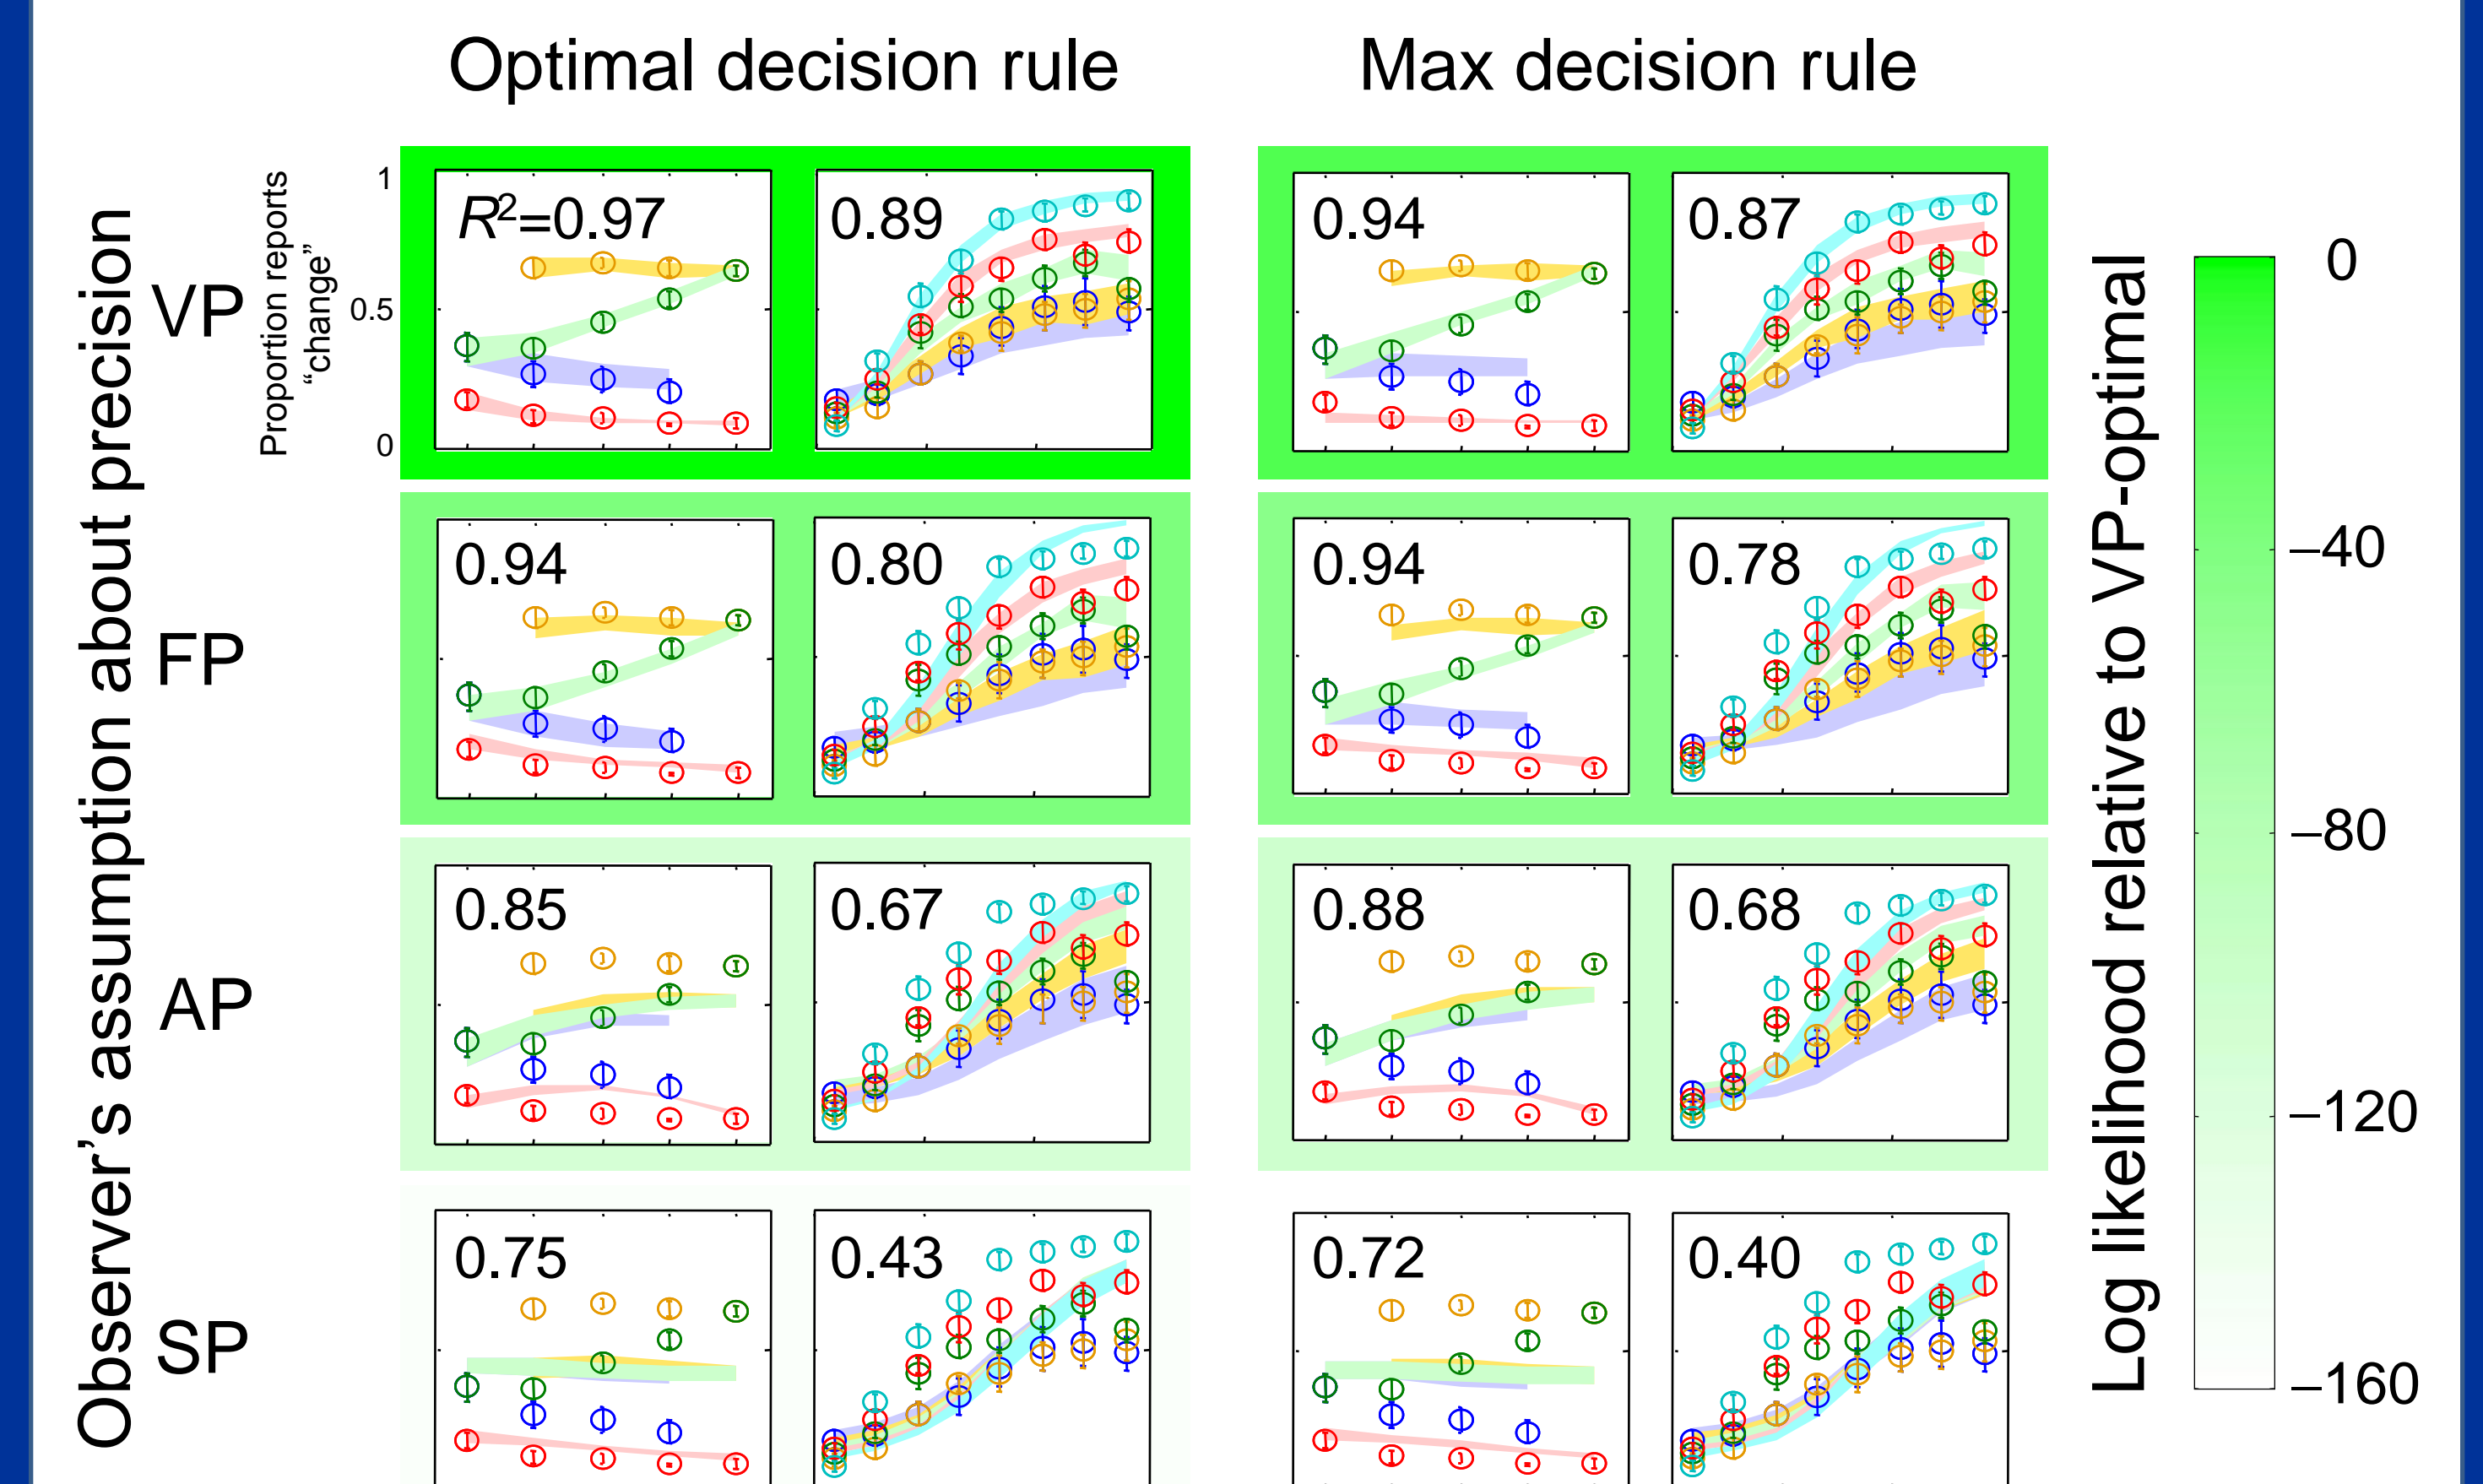 Optimal decision rule
Max decision rule
Observer’s assumption about precision
VP
Proportion reports
“change”
1
0.5
0
R²=0.97
0.89
0.94
0.87
FP
0.94
0.80
0.94
0.78
AP
0.85
0.67
0.88
0.68
SP
0.75
0.43
0.72
0.40
Log likelihood relative to VP-optimal
0
–40
–80
–120
–160